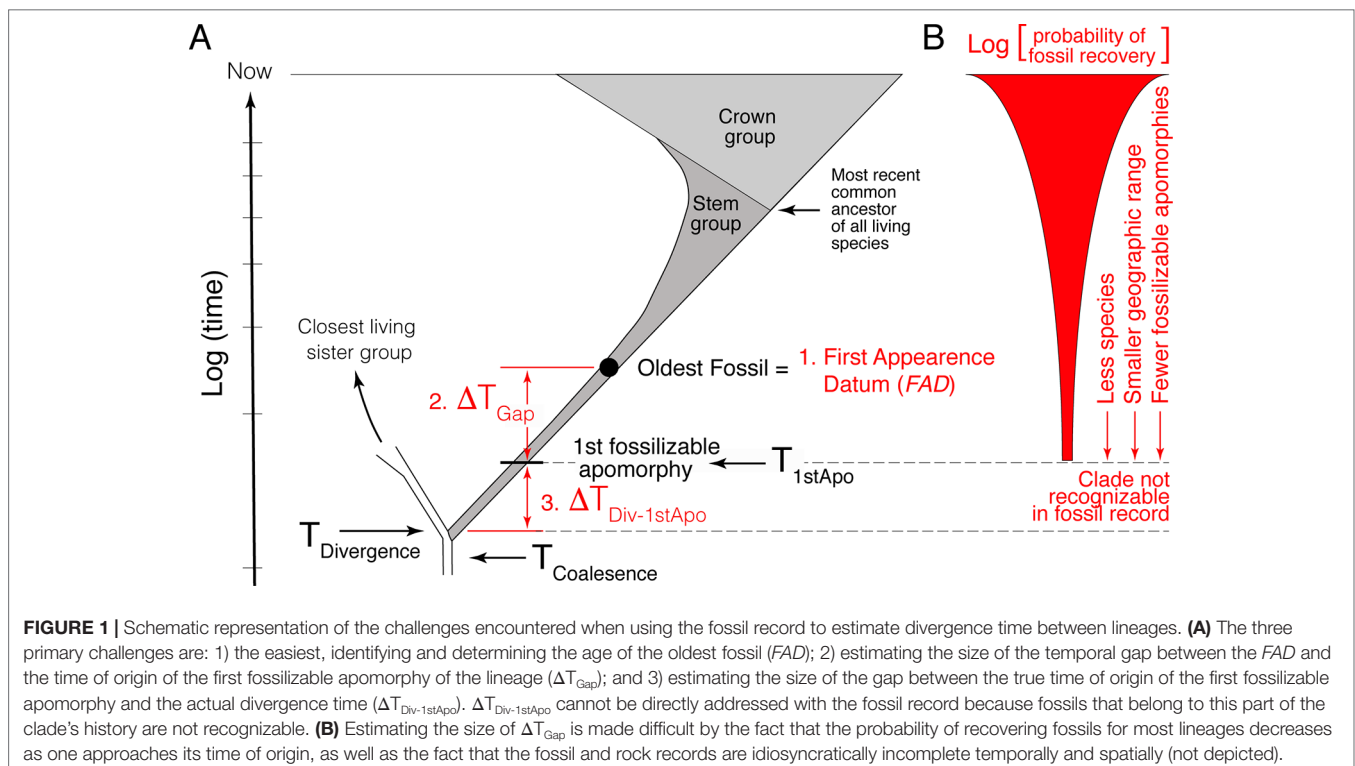 A
B
Log [ probability of
fossil recovery ]
Now
Crown
group
Most recent
common
ancestor
of all living
species
Stem
group
Log (time)
Closest living
sister group
Less species
Smaller geographic range
Fewer fossilizable apomorphies
Oldest Fossil = 1. First Appearence
Datum (FAD)
2. ΔT_Gap
1st fossilizable
apomorphy
T_1stApo
3. ΔT_Div-1stApo
Clade not
recognizable
in fossil record
T_Divergence
T_Coalesence
FIGURE 1 | Schematic representation of the challenges encountered when using the fossil record to estimate divergence time between lineages. (A) The three
primary challenges are: 1) the easiest, identifying and determining the age of the oldest fossil (FAD); 2) estimating the size of the temporal gap between the FAD and
the time of origin of the first fossilizable apomorphy of the lineage (ΔT_Gap); and 3) estimating the size of the gap between the true time of origin of the first fossilizable
apomorphy and the actual divergence time (ΔT_Div-1stApo). ΔT_Div-1stApo cannot be directly addressed with the fossil record because fossils that belong to this part of the
clade's history are not recognizable. (B) Estimating the size of ΔT_Gap is made difficult by the fact that the probability of recovering fossils for most lineages decreases
as one approaches its time of origin, as well as the fact that the fossil and rock records are idiosyncratically incomplete temporally and spatially (not depicted).